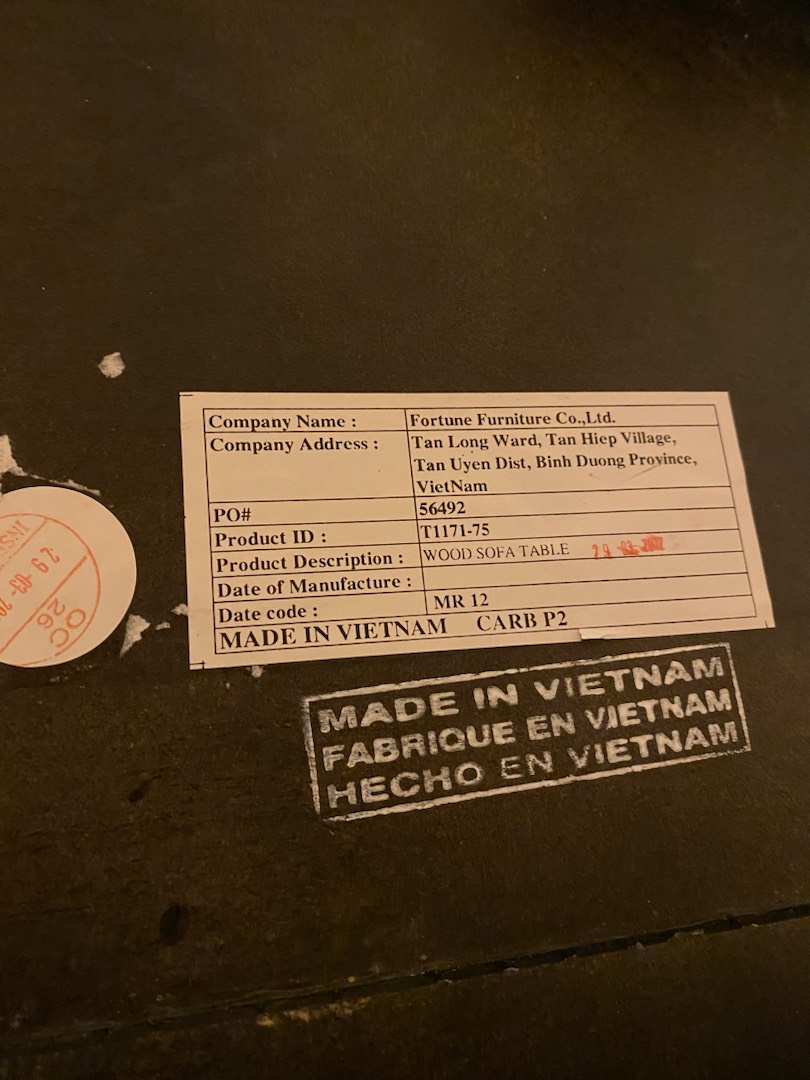 Company Name : Fortune Furniture Co.,Ltd.
Company Address : Tan Long Ward, Tan Hiep Village,
Tan Uyen Dist, Binh Duong Province,
VietNam
PO# 56492
Product ID : T1171-75
Product Description : WOOD SOFA TABLE
Date of Manufacture :
Date code : MR 12
MADE IN VIETNAM CARB P2
29-03-
QC
26
MADE IN VIETNAM
FABRIQUE EN VIETNAM
HECHO EN VIETNAM